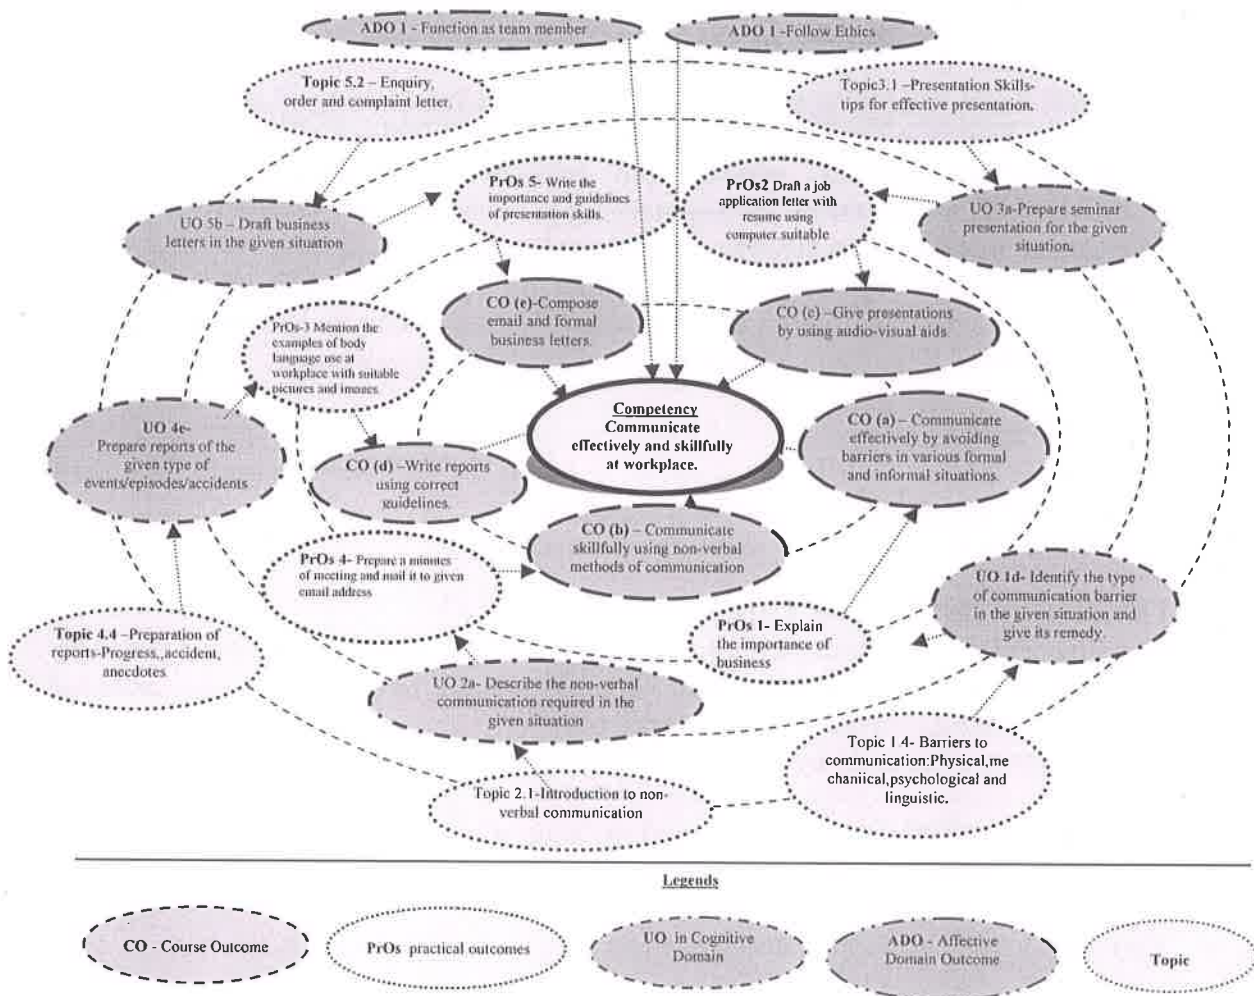 ADO 1 - Function as team member
ADO 1 -Follow Ethics
Topic 5.2 – Enquiry,
order and complaint letter.
Topic3.1 –Presentation Skills-
tips for effective presentation.
PrOs 5- Write the
importance and guidelines
of presentation skills.
PrOs2 Draft a job
application letter with
resume using
computer suitable
UO 5b – Draft business
letters in the given situation
UO 3a-Prepare seminar
presentation for the given
situation.
CO (e)-Compose
email and formal
business letters.
CO (c) –Give presentations
by using audio-visual aids.
PrOs-3 Mention the
examples of body
language use at
workplace with suitable
pictures and images.
Competency
Communicate
effectively and skillfully
at workplace.
CO (a) – Communicate
effectively by avoiding
barriers in various formal
and informal situations.
UO 4e-
Prepare reports of the
given type of
events/episodes/accidents
CO (d) –Write reports
using correct
guidelines.
CO (b) – Communicate
skillfully using non-verbal
methods of communication
PrOs 4- Prepare a minutes
of meeting and mail it to given
email address
UO 1d- Identify the type
of communication barrier
in the given situation and
give its remedy.
Topic 4.4 –Preparation of
reports-Progress,,accident,
anecdotes.
PrOs 1- Explain
the importance of
business
UO 2a- Describe the non-verbal
communication required in the
given situation
Topic 1.4- Barriers to
communication:Physical,me
chaniical,psychological and
linguistic.
Topic 2.1-Introduction to non-
verbal communication
Legends
CO - Course Outcome
PrOs practical outcomes
UO in Cognitive
Domain
ADO - Affective
Domain Outcome
Topic